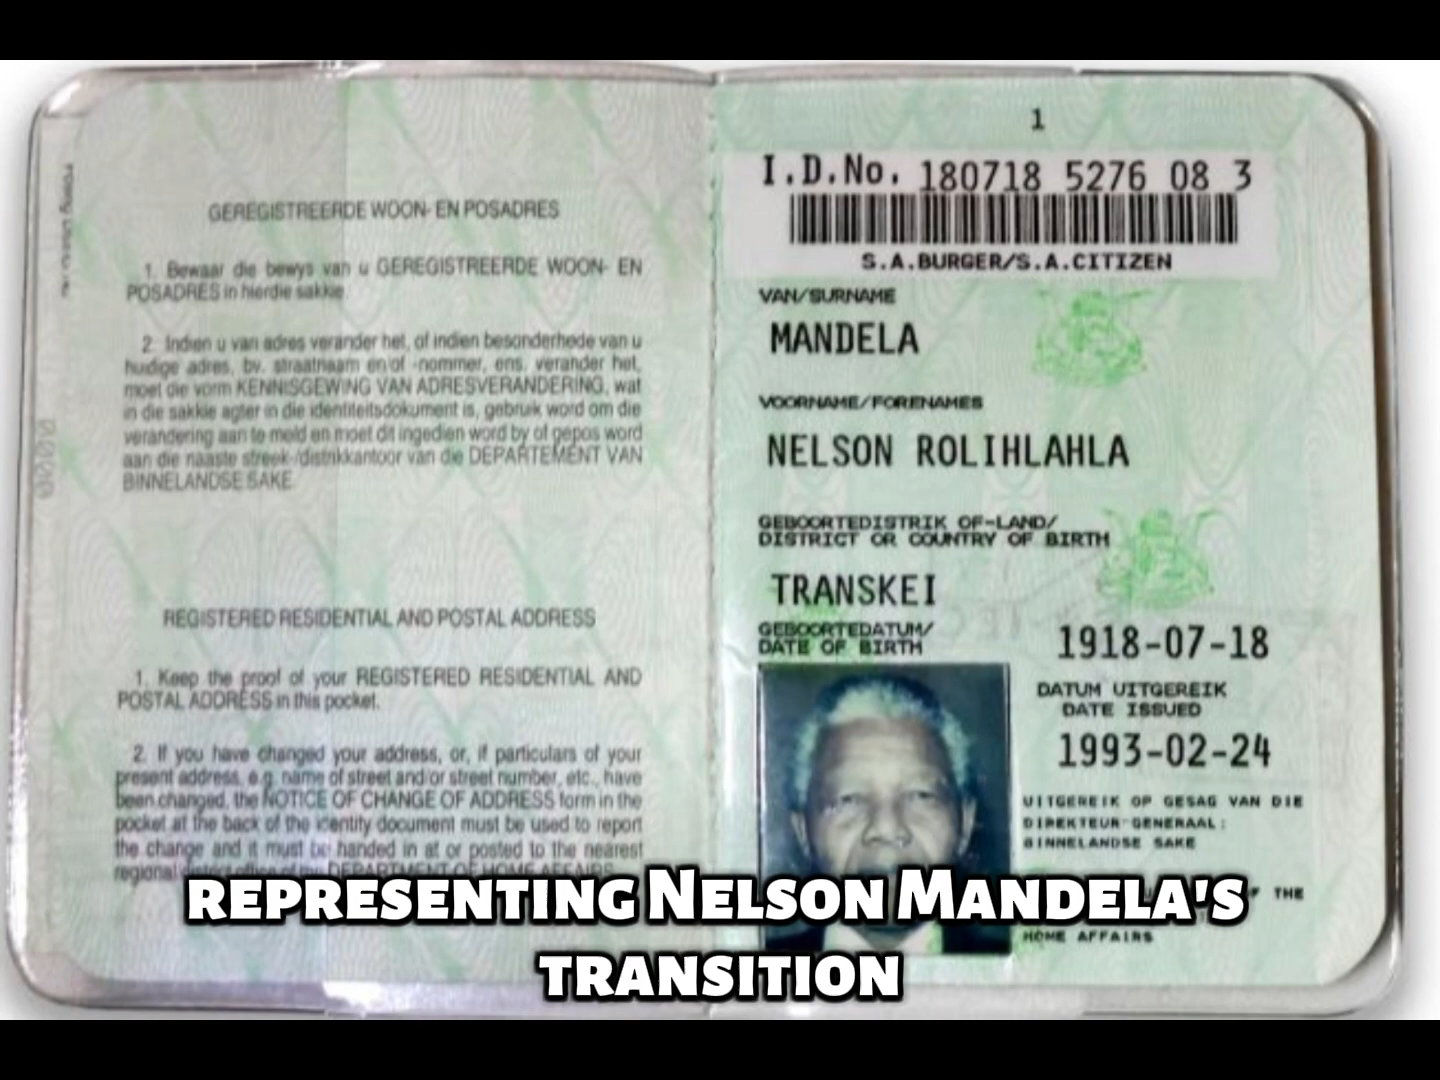 GEREGISTREERDE WOON- EN POSADRES
1. Bewaar die bewys van u GEREGISTREERDE WOON- EN
POSADRES in hierdie sakkie.
2. Indien u van adres verander het, of indien besonderhede van u
huidige adres, bv. straatnaam en/of -nommer, ens. verander het,
moet die vorm KENNISGEWING VAN ADRESVERANDERING, wat
in die sakkie agter in die identiteitsdokument is, gebruik word om die
verandering aan te meld en moet dit ingedien word by of gepos word
aan die naaste streek-/distrikkantoor van die DEPARTEMENT VAN
BINNELANDSE SAKE.
REGISTERED RESIDENTIAL AND POSTAL ADDRESS
1. Keep the proof of your REGISTERED RESIDENTIAL AND
POSTAL ADDRESS in this pocket.
2. If you have changed your address, or, if particulars of your
present address, e.g. name of street and/or street number, etc., have
been changed, the NOTICE OF CHANGE OF ADDRESS form in the
pocket at the back of the identity document must be used to report
the change and it must be handed in at or posted to the nearest
regional/district office of the DEPARTMENT OF HOME AFFAIRS.
1
I.D.No. 180718 5276 08 3
S.A.BURGER/S.A.CITIZEN
VAN/SURNAME
MANDELA
VOORNAME/FORENAMES
NELSON ROLIHLAHLA
GEBOORTEDISTRIK OF-LAND/
DISTRICT OR COUNTRY OF BIRTH
TRANSKEI
GEBOORTEDATUM/
DATE OF BIRTH
1918-07-18
DATUM UITGEREIK
DATE ISSUED
1993-02-24
UITGEREIK OP GESAG VAN DIE
DIREKTEUR-GENERAAL:
BINNELANDSE SAKE
THE
HOME AFFAIRS
representing Nelson Mandela's
transition